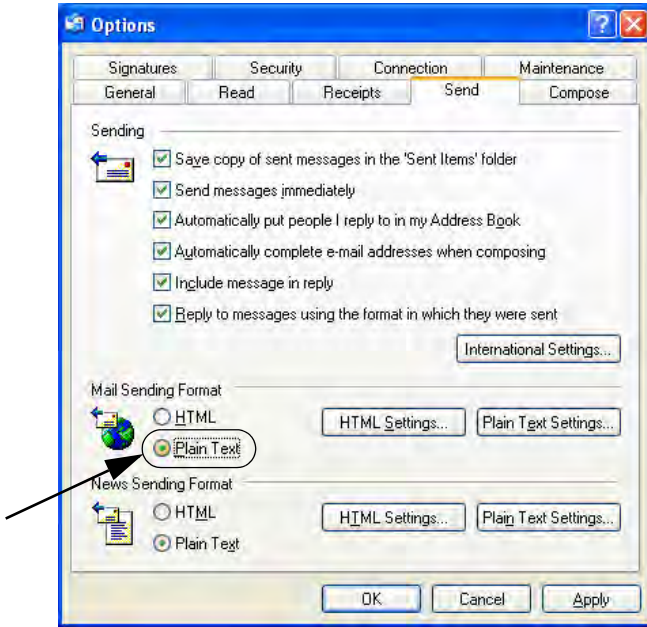 Options
Signatures Security Connection Maintenance
General Read Receipts Send Compose
Sending
Save copy of sent messages in the 'Sent Items' folder
Send messages immediately
Automatically put people I reply to in my Address Book
Automatically complete e-mail addresses when composing
Include message in reply
Reply to messages using the format in which they were sent
International Settings...
Mail Sending Format
HTML HTML Settings... Plain Text Settings...
Plain Text
News Sending Format
HTML HTML Settings... Plain Text Settings...
Plain Text
OK Cancel Apply